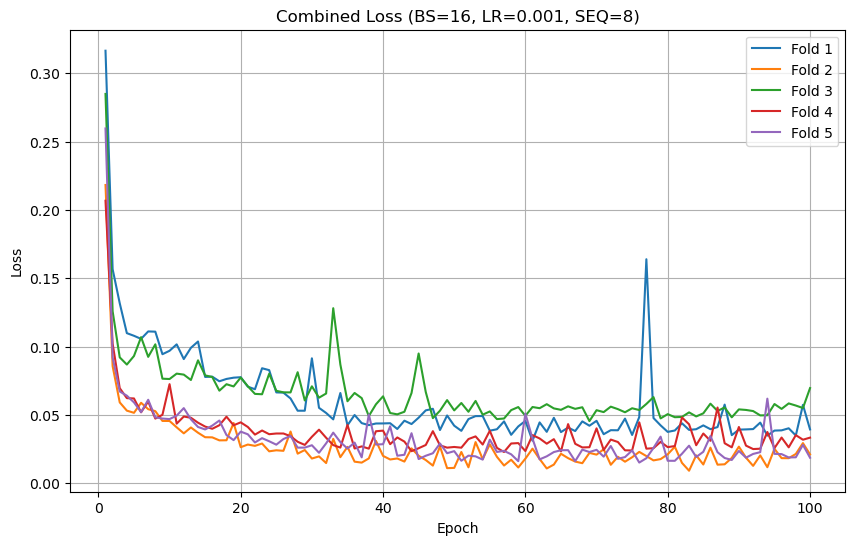 Combined Loss (BS=16, LR=0.001, SEQ=8)
Fold 1
Fold 2
Fold 3
Fold 4
Fold 5
0.30
0.25
0.20
0.15
0.10
0.05
0.00
Loss
0
20
40
60
80
100
Epoch